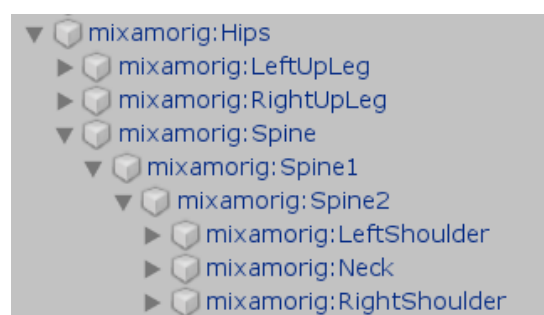 mixamorig:Hips
mixamorig:LeftUpLeg
mixamorig:RightUpLeg
mixamorig:Spine
mixamorig:Spine1
mixamorig:Spine2
mixamorig:LeftShoulder
mixamorig:Neck
mixamorig:RightShoulder